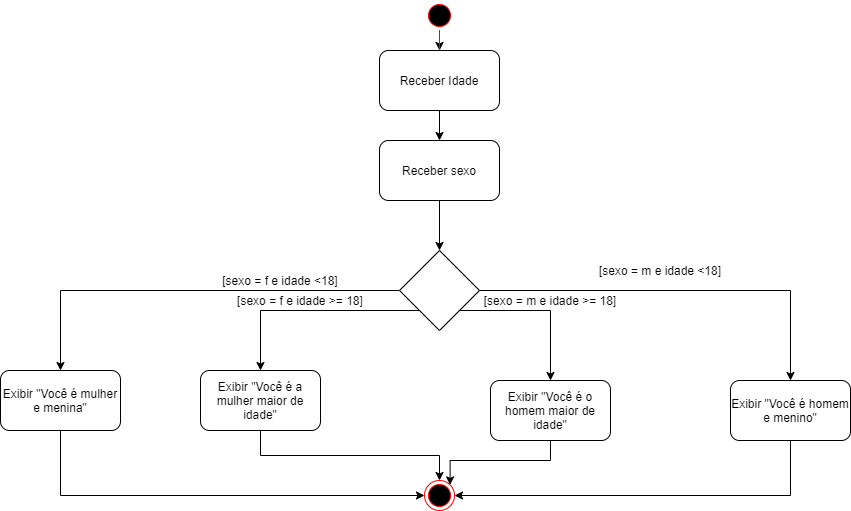 Receber Idade
Receber sexo
[sexo = f e idade <18]
[sexo = m e idade <18]
[sexo = f e idade >= 18]
[sexo = m e idade >= 18]
Exibir "Você é mulher
e menina"
Exibir "Você é a
mulher maior de
idade"
Exibir "Você é o
homem maior de
idade"
Exibir "Você é homem
e menino"